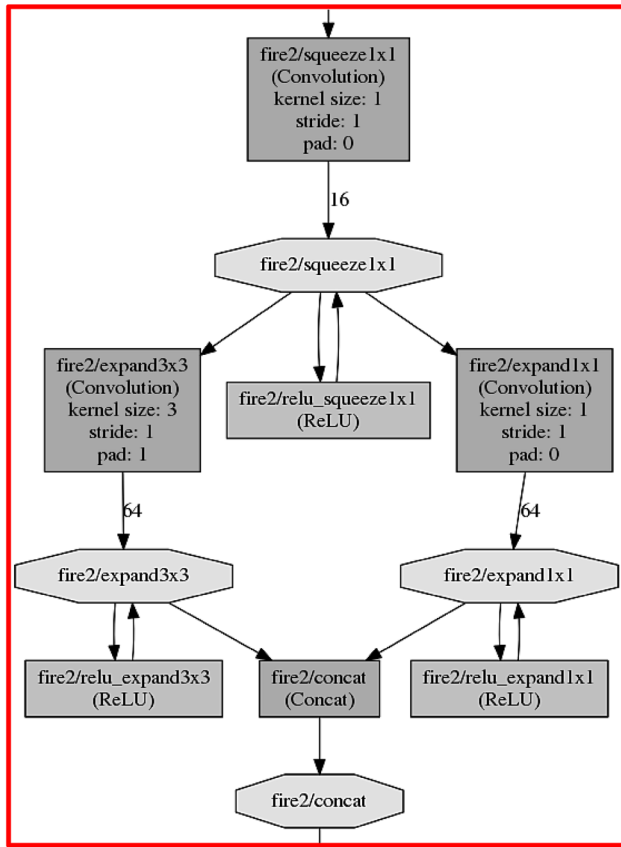 fire2/squeeze1x1
(Convolution)
kernel size: 1
stride: 1
pad: 0
16
fire2/squeeze1x1
fire2/expand3x3
(Convolution)
kernel size: 3
stride: 1
pad: 1
fire2/relu_squeeze1x1
(ReLU)
fire2/expand1x1
(Convolution)
kernel size: 1
stride: 1
pad: 0
64
64
fire2/expand3x3
fire2/expand1x1
fire2/relu_expand3x3
(ReLU)
fire2/concat
(Concat)
fire2/relu_expand1x1
(ReLU)
fire2/concat